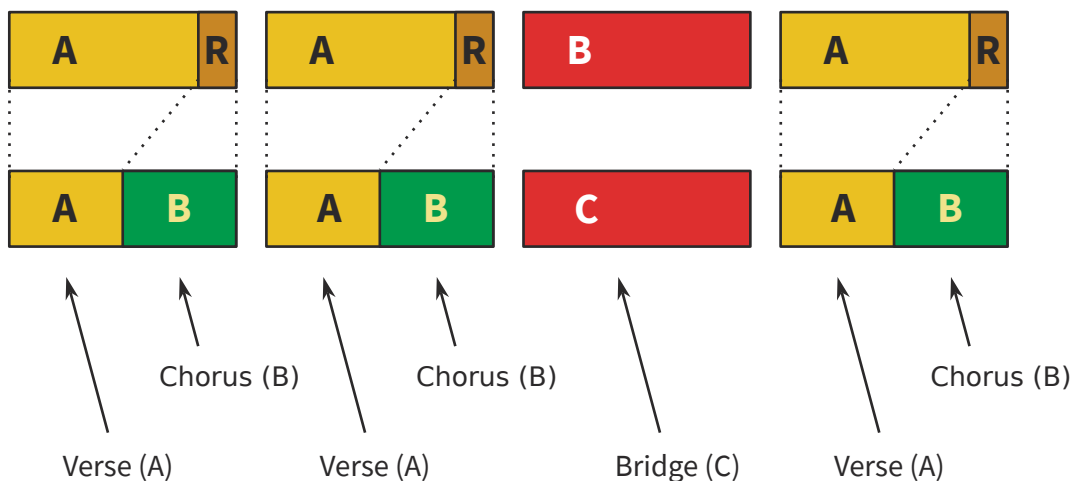 A R A R B A R
A B A B C A B
Chorus (B) Chorus (B) Chorus (B)
Verse (A) Verse (A) Bridge (C) Verse (A)